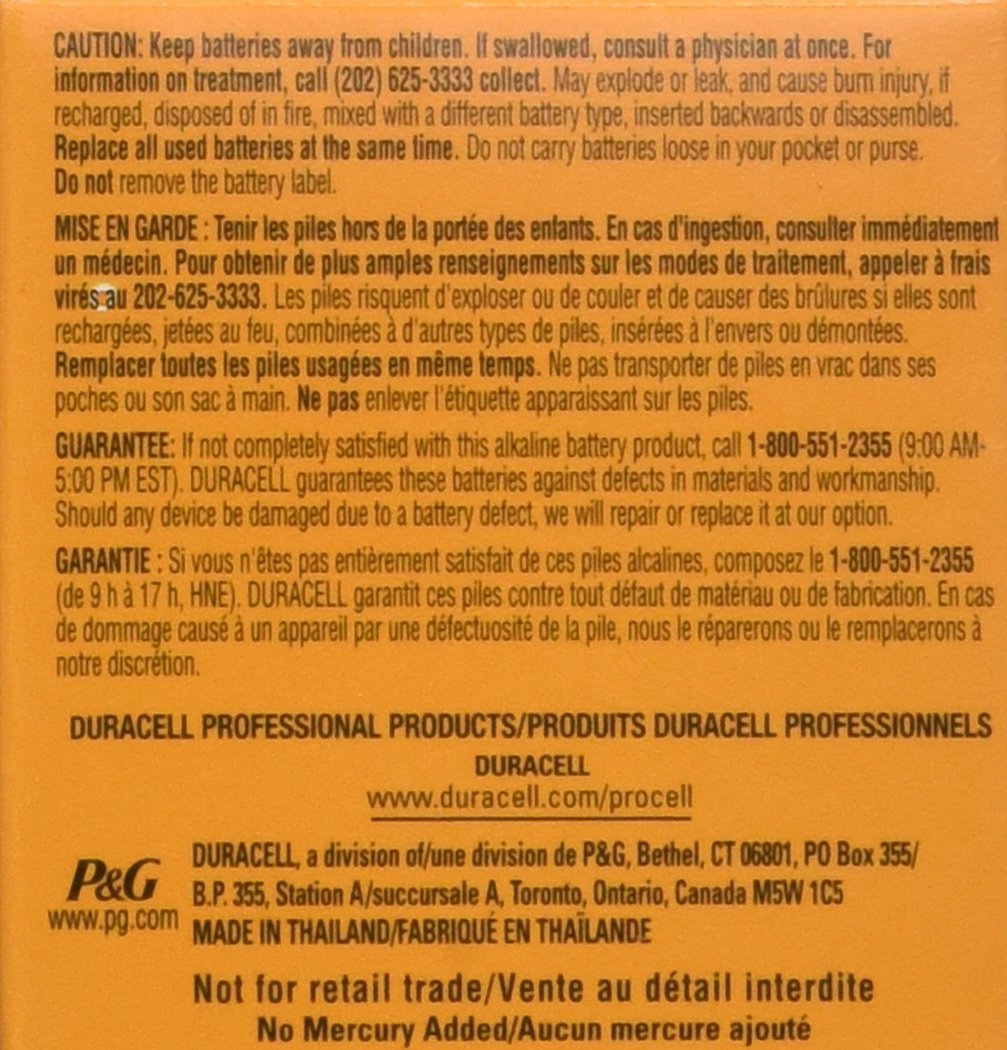 CAUTION: Keep batteries away from children. If swallowed, consult a physician at once. For
information on treatment, call (202) 625-3333 collect. May explode or leak, and cause burn injury, if
recharged, disposed of in fire, mixed with a different battery type, inserted backwards or disassembled.
Replace all used batteries at the same time. Do not carry batteries loose in your pocket or purse.
Do not remove the battery label.
MISE EN GARDE : Tenir les piles hors de la portée des enfants. En cas d'ingestion, consulter immédiatement
un médecin. Pour obtenir de plus amples renseignements sur les modes de traitement, appeler à frais
virés au 202-625-3333. Les piles risquent d'exploser ou de couler et de causer des brûlures si elles sont
rechargées, jetées au feu, combinées à d'autres types de piles, insérées à l'envers ou démontées.
Remplacer toutes les piles usagées en même temps. Ne pas transporter de piles en vrac dans ses
poches ou son sac à main. Ne pas enlever l'étiquette apparaissant sur les piles.
GUARANTEE: If not completely satisfied with this alkaline battery product, call 1-800-551-2355 (9:00 AM-
5:00 PM EST). DURACELL guarantees these batteries against defects in materials and workmanship.
Should any device be damaged due to a battery defect, we will repair or replace it at our option.
GARANTIE : Si vous n'êtes pas entièrement satisfait de ces piles alcalines, composez le 1-800-551-2355
(de 9 h à 17 h, HNE). DURACELL garantit ces piles contre tout défaut de matériau ou de fabrication. En cas
de dommage causé à un appareil par une défectuosité de la pile, nous le réparerons ou le remplacerons à
notre discrétion.
DURACELL PROFESSIONAL PRODUCTS/PRODUITS DURACELL PROFESSIONNELS
DURACELL
www.duracell.com/procell
P&G
www.pg.com
DURACELL, a division of/une division de P&G, Bethel, CT 06801, PO Box 355/
B.P. 355, Station A/succursale A, Toronto, Ontario, Canada M5W 1C5
MADE IN THAILAND/FABRIQUÉ EN THAÏLANDE
Not for retail trade/Vente au détail interdite
No Mercury Added/Aucun mercure ajouté